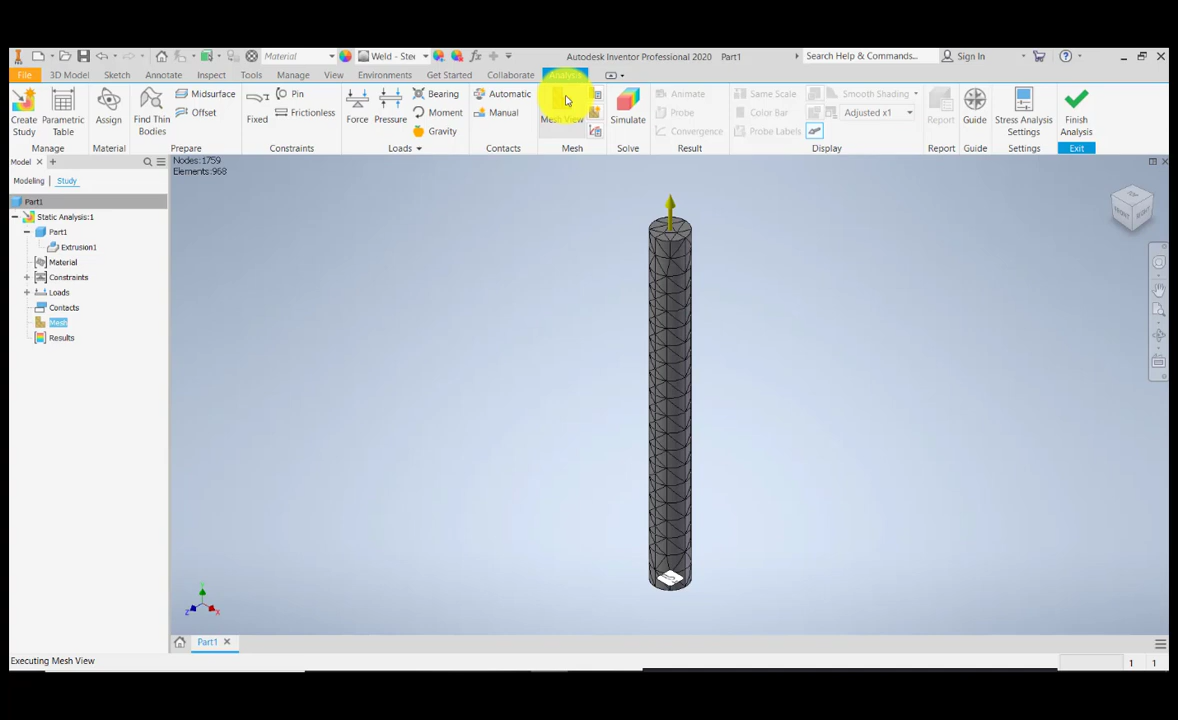 Material Weld - Stee Autodesk Inventor Professional 2020 Part1 Search Help & Commands... Sign In
File 3D Model Sketch Annotate Inspect Tools Manage View Environments Get Started Collaborate Analysis
Create Study
Parametric Table
Manage
Assign
Material
Find Thin Bodies
Midsurface
Offset
Prepare
Fixed
Pin
Frictionless
Constraints
Force
Pressure
Bearing
Moment
Gravity
Loads
Automatic
Manual
Contacts
Mesh View
Mesh
Simulate
Solve
Animate
Probe
Convergence
Result
Same Scale
Color Bar
Probe Labels
Smooth Shading
Adjusted x1
Display
Report
Report
Guide
Guide
Stress Analysis Settings
Settings
Finish Analysis
Exit
Model
Modeling Study
Part1
Static Analysis:1
Part1
Extrusion1
Material
Constraints
Loads
Contacts
Mesh
Results
Nodes:1759
Elements:968
TOP
FRONT
RIGHT
Y
Z
X
Part1
Executing Mesh View
1 1